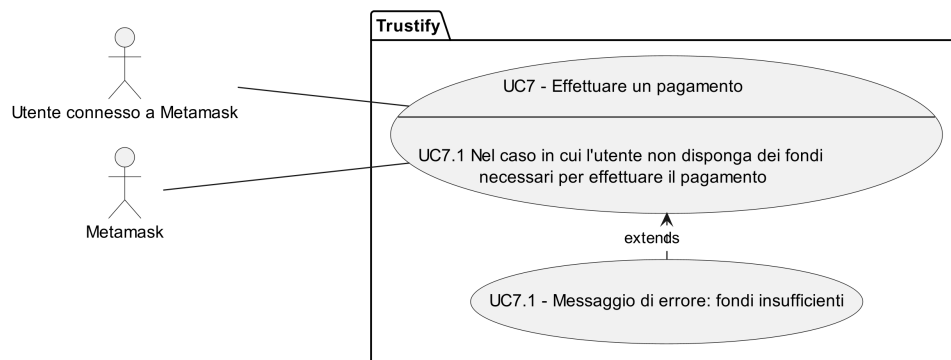 Trustify
Utente connesso a Metamask
Metamask
UC7 - Effettuare un pagamento
UC7.1 Nel caso in cui l'utente non disponga dei fondi
necessari per effettuare il pagamento
extends
UC7.1 - Messaggio di errore: fondi insufficienti